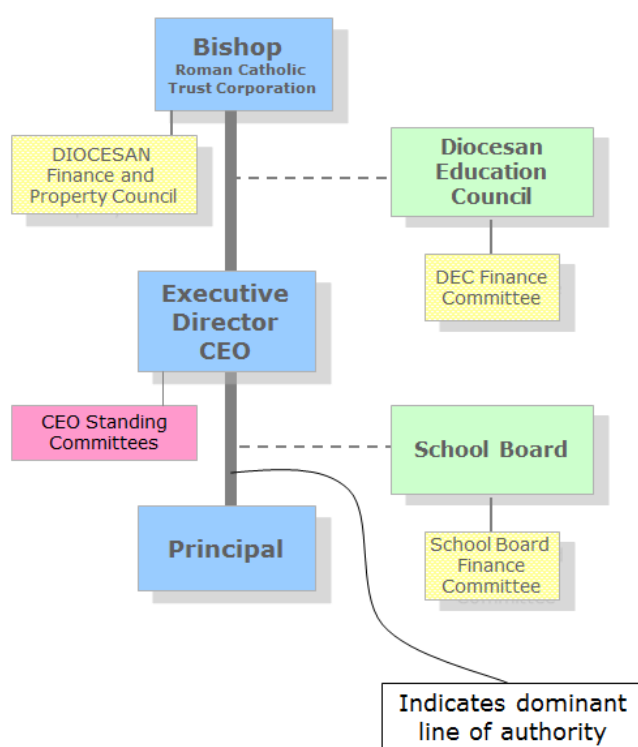 Bishop
Roman Catholic
Trust Corporation
DIOCESAN
Finance and
Property Council
Diocesan
Education
Council
DEC Finance
Committee
Executive
Director
CEO
CEO Standing
Committees
School Board
Principal
School Board
Finance
Committee
Indicates dominant
line of authority